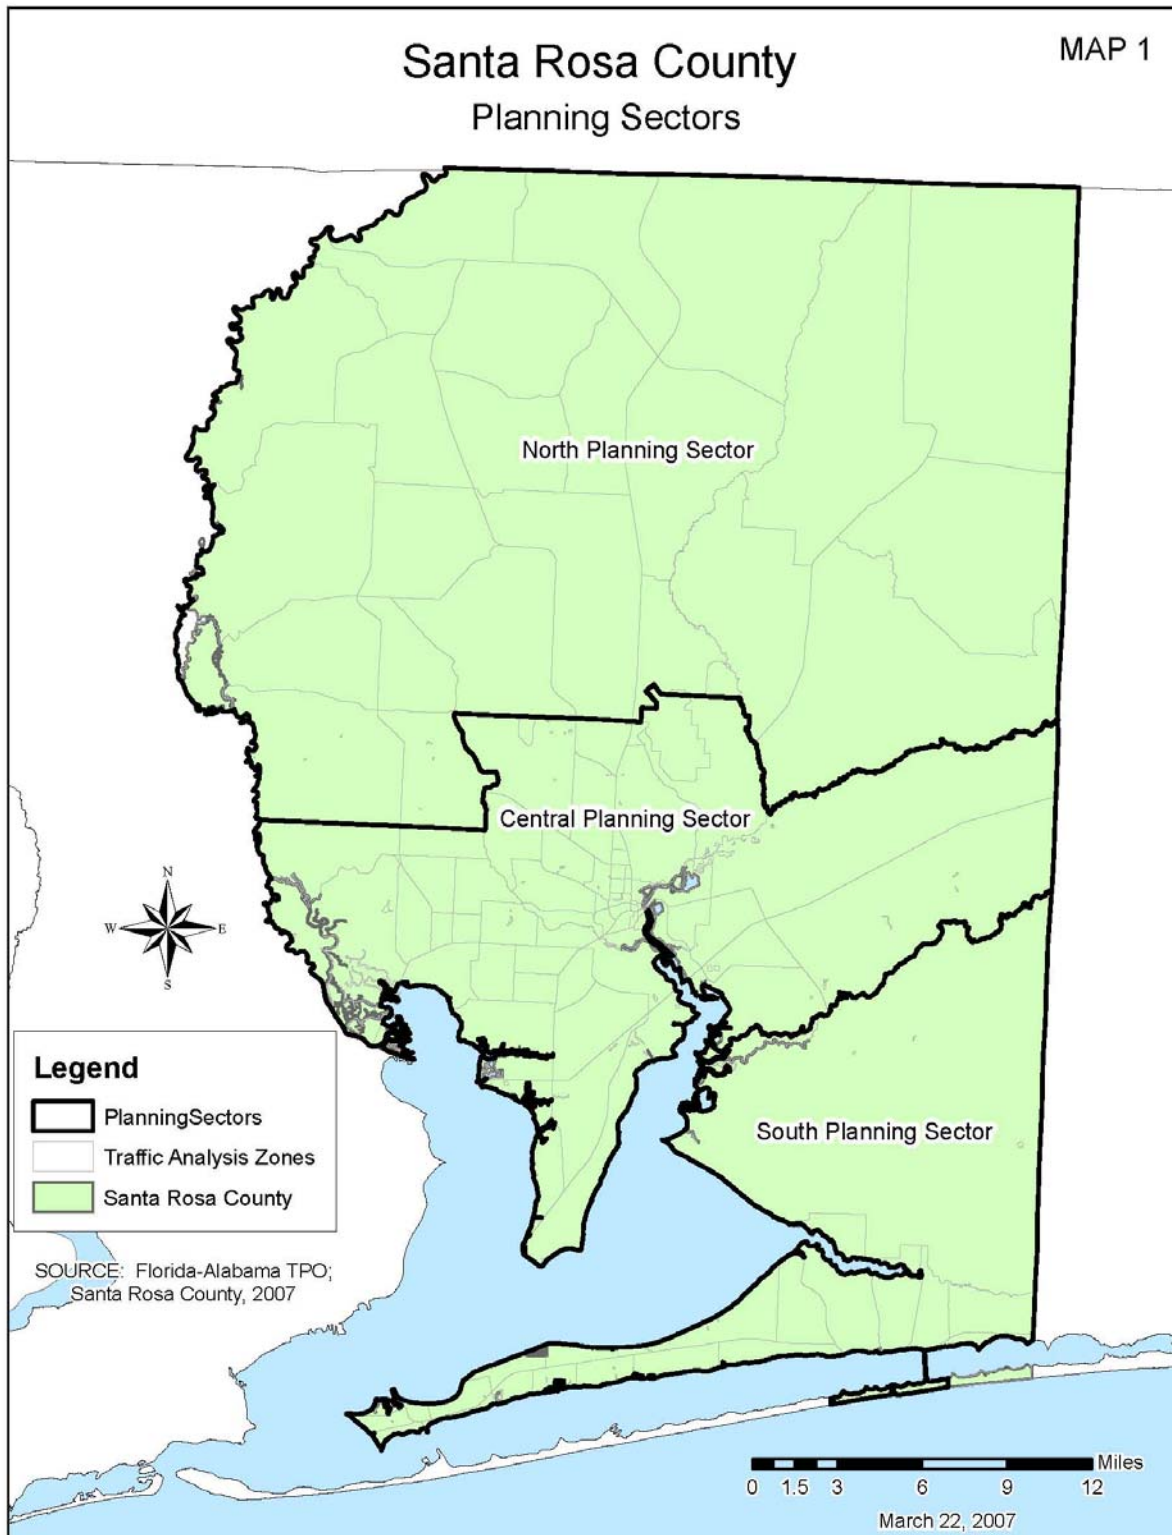 Santa Rosa County
MAP 1
Planning Sectors
North Planning Sector
Central Planning Sector
N
W
E
S
South Planning Sector
Legend
PlanningSectors
Traffic Analysis Zones
Santa Rosa County
SOURCE: Florida-Alabama TPO;
Santa Rosa County, 2007
Miles
0 1.5 3 6 9 12
March 22, 2007